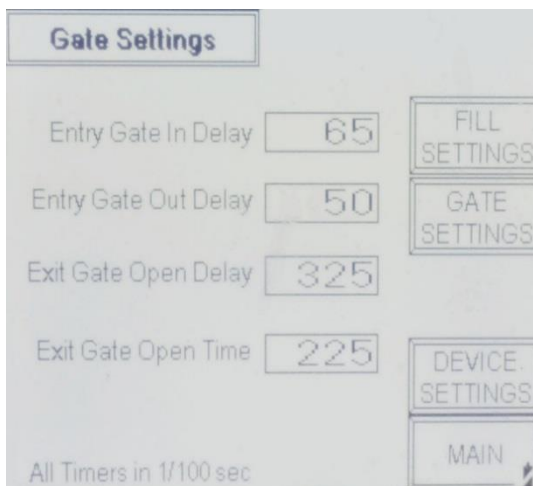 Gate Settings
Entry Gate In Delay 65
FILL
SETTINGS
Entry Gate Out Delay 50
GATE
SETTINGS
Exit Gate Open Delay 325
Exit Gate Open Time 225
DEVICE
SETTINGS
MAIN
All Timers in 1/100 sec